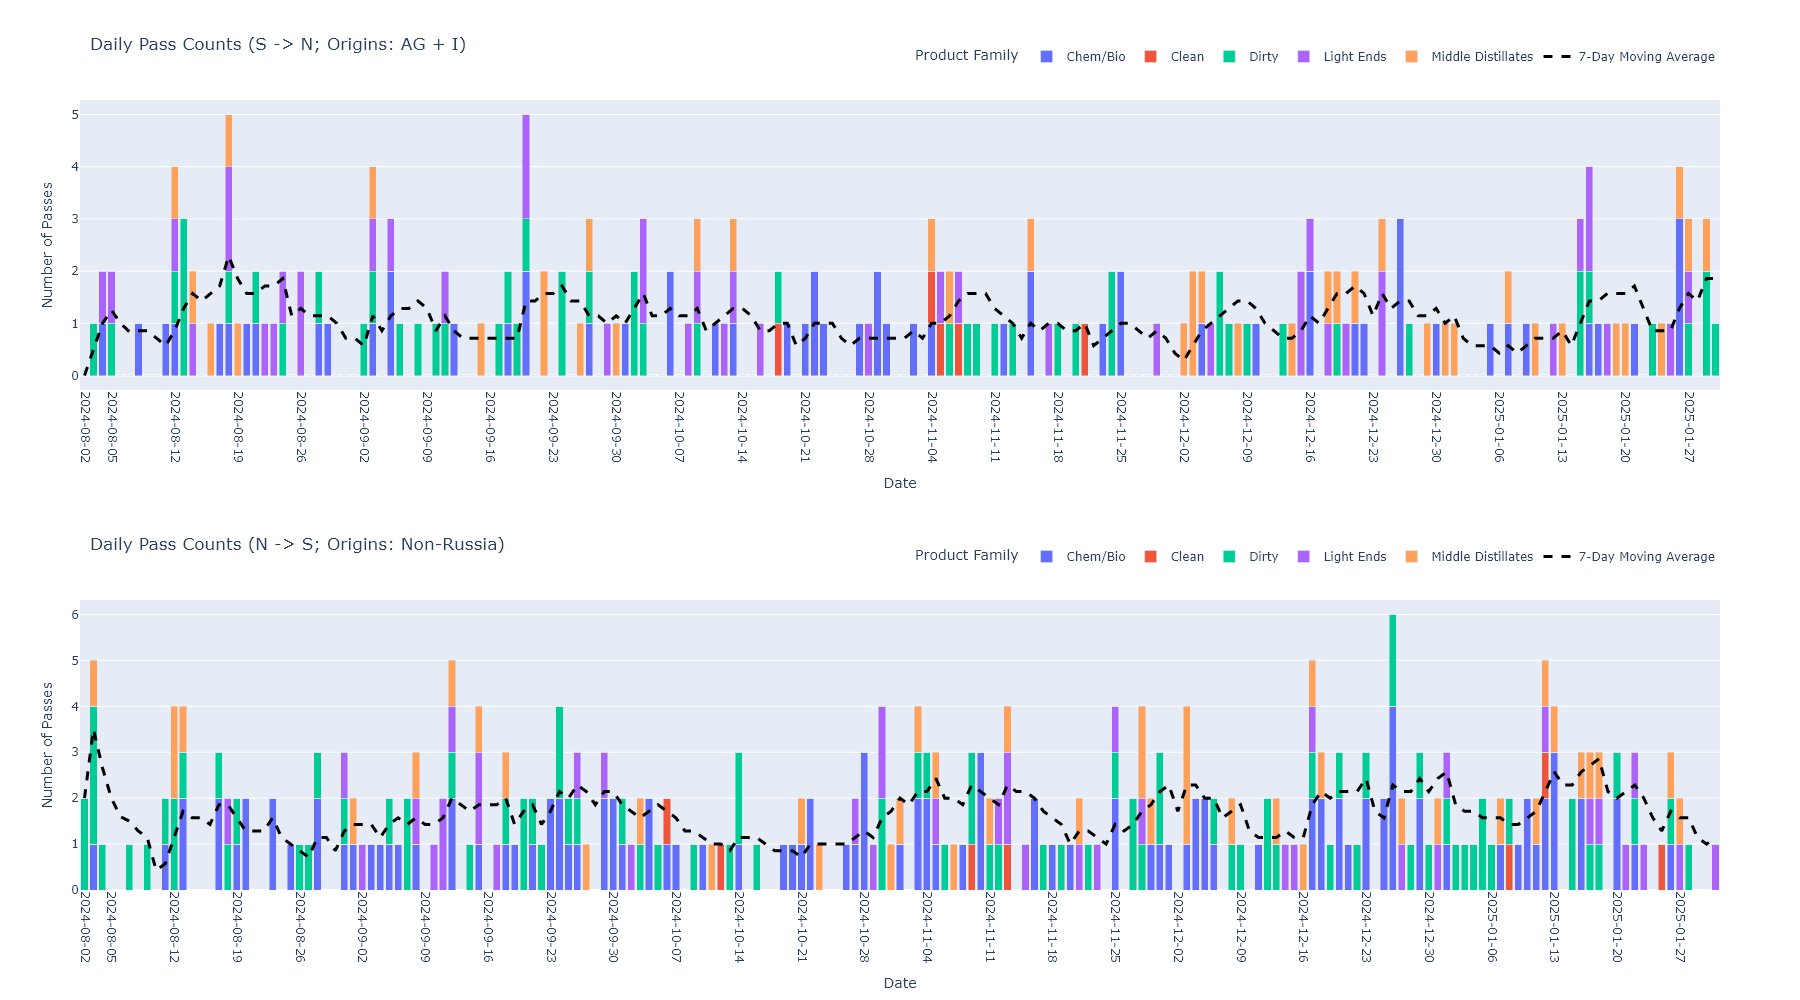 Daily Pass Counts (S -> N; Origins: AG + I)
Product Family Chem/Bio Clean Dirty Light Ends Middle Distillates 7-Day Moving Average
Number of Passes
5
4
3
2
1
0
2024-08-02 2024-08-05 2024-08-12 2024-08-19 2024-08-26 2024-09-02 2024-09-09 2024-09-16 2024-09-23 2024-09-30 2024-10-07 2024-10-14 2024-10-21 2024-10-28 2024-11-04 2024-11-11 2024-11-18 2024-11-25 2024-12-02 2024-12-09 2024-12-16 2024-12-23 2024-12-30 2025-01-06 2025-01-13 2025-01-20 2025-01-27
Date
Daily Pass Counts (N -> S; Origins: Non-Russia)
Product Family Chem/Bio Clean Dirty Light Ends Middle Distillates 7-Day Moving Average
Number of Passes
6
5
4
3
2
1
0
2024-08-02 2024-08-05 2024-08-12 2024-08-19 2024-08-26 2024-09-02 2024-09-09 2024-09-16 2024-09-23 2024-09-30 2024-10-07 2024-10-14 2024-10-21 2024-10-28 2024-11-04 2024-11-11 2024-11-18 2024-11-25 2024-12-02 2024-12-09 2024-12-16 2024-12-23 2024-12-30 2025-01-06 2025-01-13 2025-01-20 2025-01-27
Date